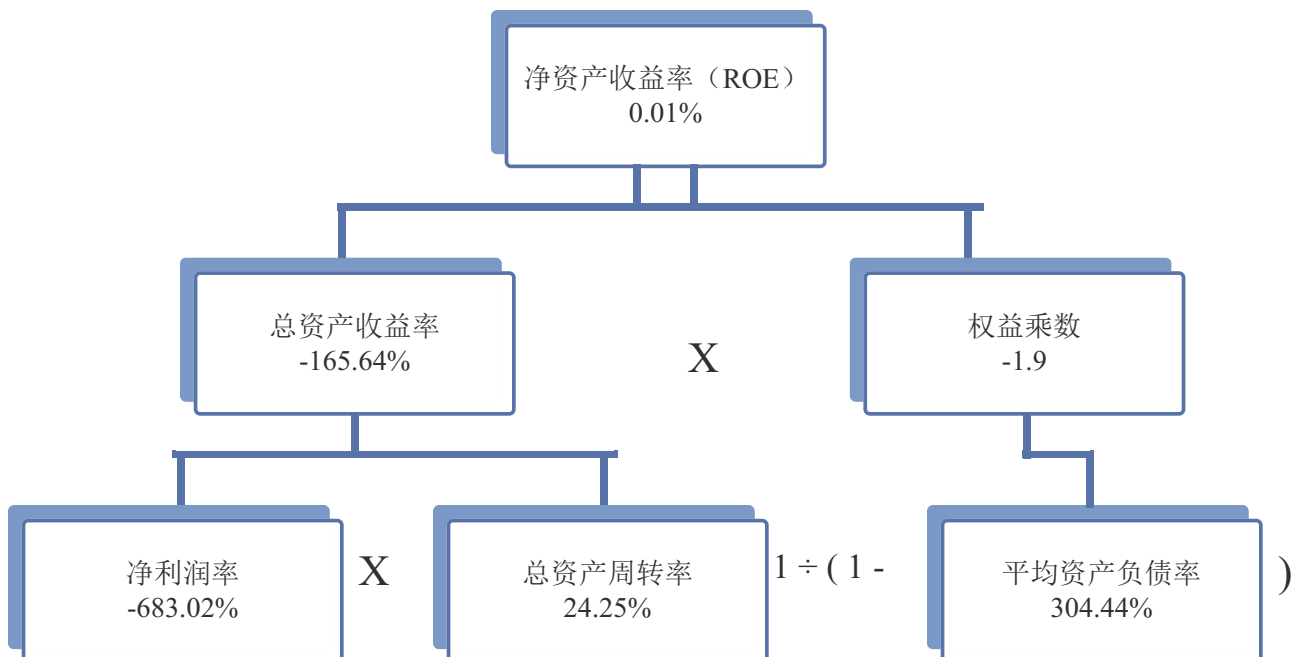 净资产收益率（ROE）
0.01%
总资产收益率
-165.64%
X
权益乘数
-1.9
净利润率
-683.02%
X
总资产周转率
24.25%
1 ÷ ( 1 -
平均资产负债率
304.44%
)